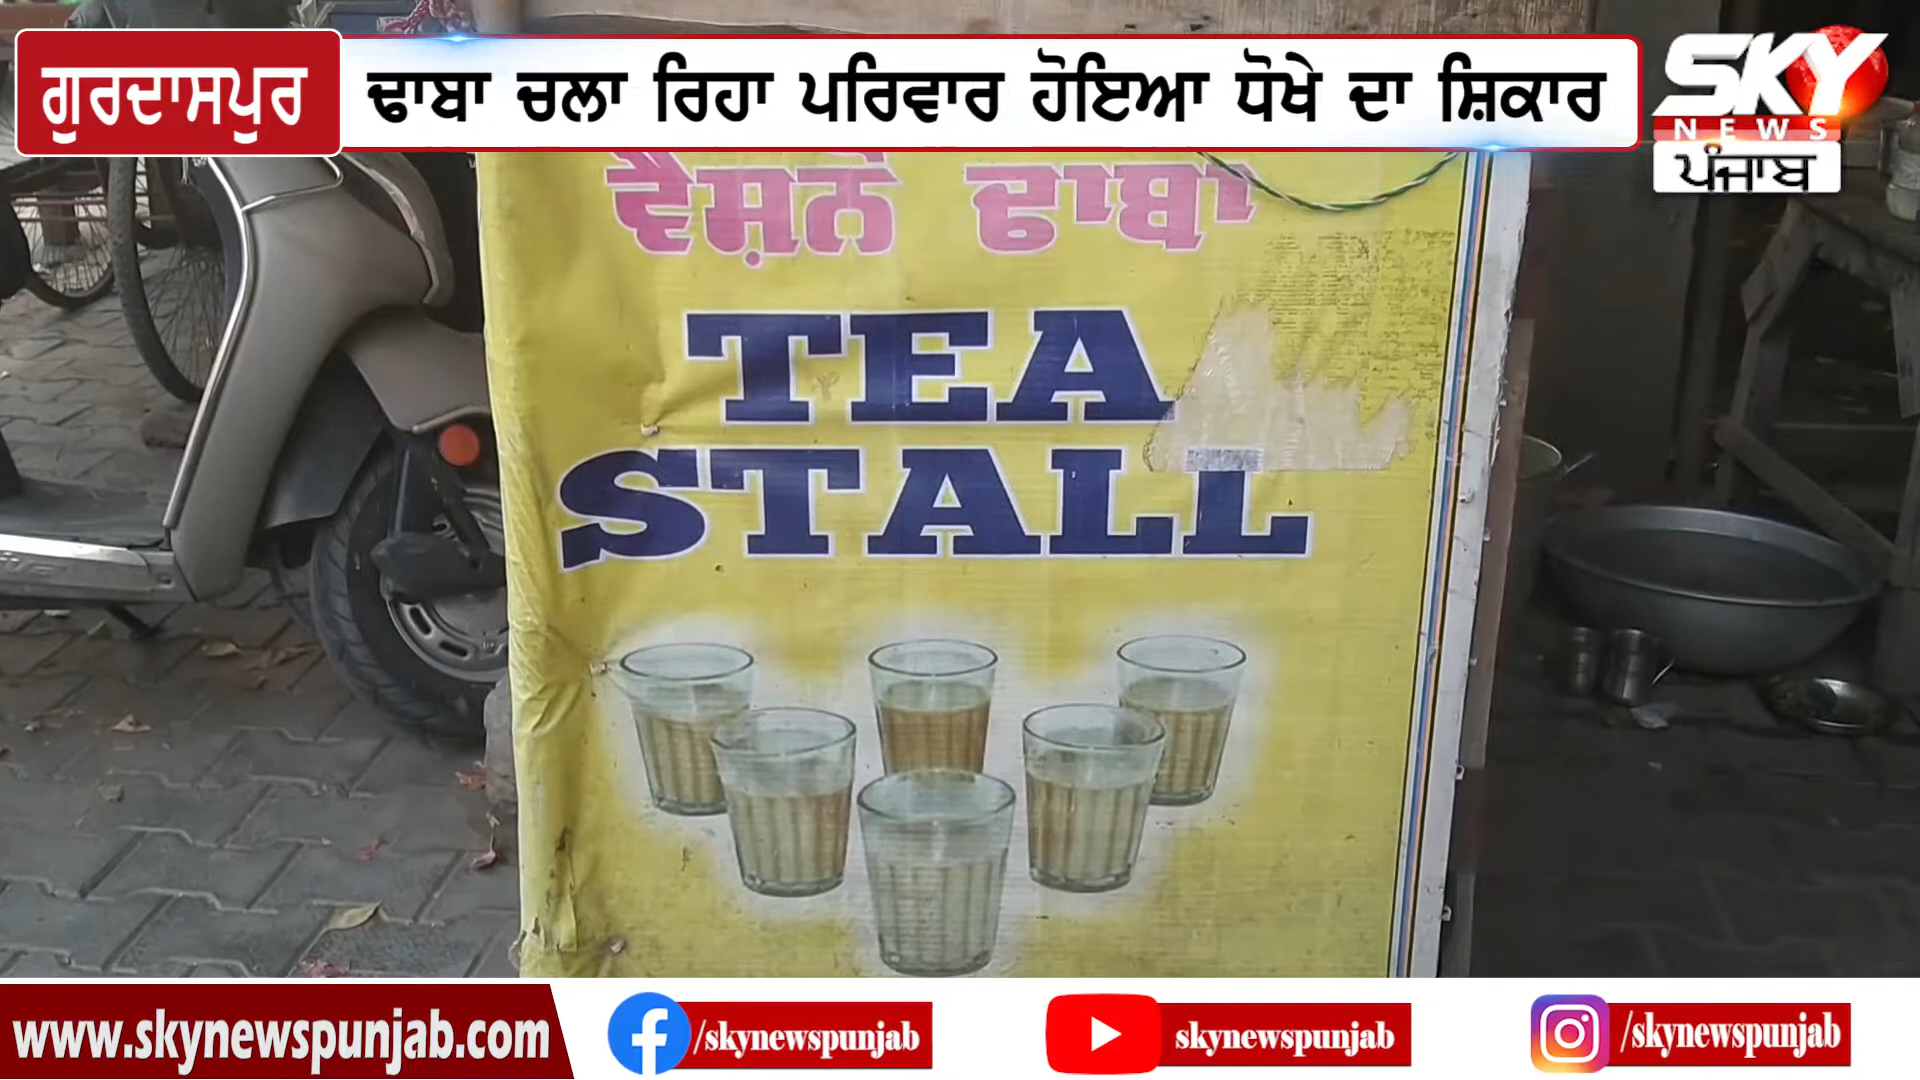 ਗੁਰਦਾਸਪੁਰ
ਢਾਬਾ ਚਲਾ ਰਿਹਾ ਪਰਿਵਾਰ ਹੋਇਆ ਧੋਖੇ ਦਾ ਸ਼ਿਕਾਰ
SKY
NEWS
ਪੰਜਾਬ
ਵੈਸ਼ਨੋ ਢਾਬਾ
TEA
STALL
www.skynewspunjab.com
/skynewspunjab
skynewspunjab
/skynewspunjab